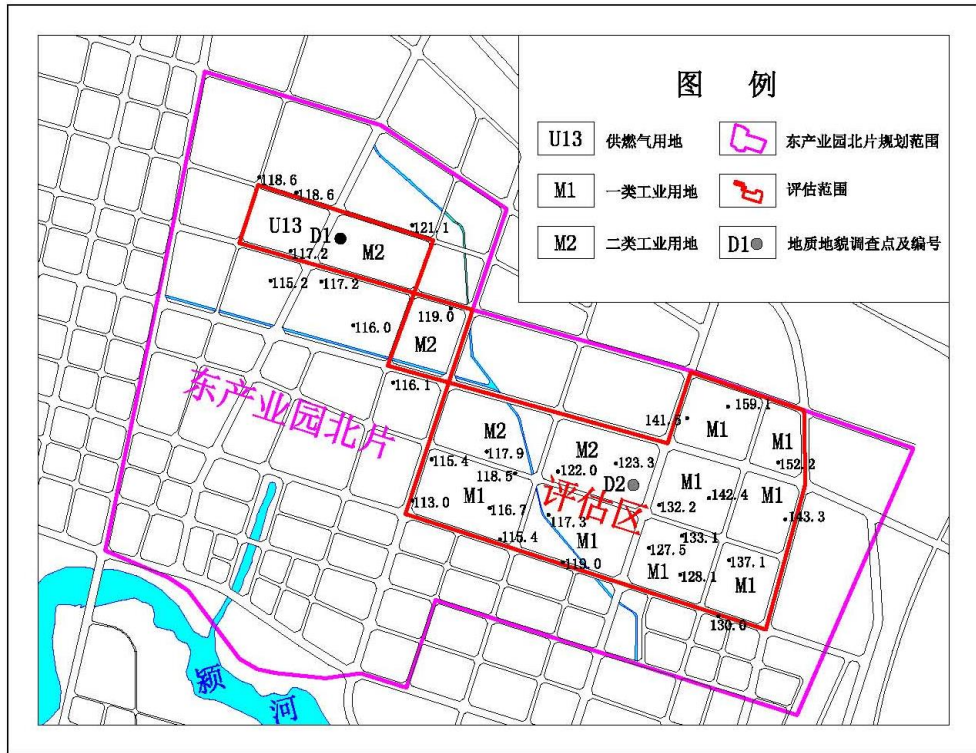 图 例
U13 供燃气用地
东产业园北片规划范围
M1 一类工业用地
评估范围
M2 二类工业用地
D1 地质地貌调查点及编号
118.6
118.6
U13
D1
121.1
M2
117.2
115.2
117.2
119.0
116.0
M2
116.1
东产业园北片
159.1
141.5
M1
M2
M2
M1
117.9
115.4
122.0
123.3
152.2
118.5
D2
M1
142.4
M1
M1
113.0
116.7
评估区
132.2
143.3
117.3
133.1
115.4
M1
127.5
119.0
M1
128.1
137.1
M1
130.0
颍河